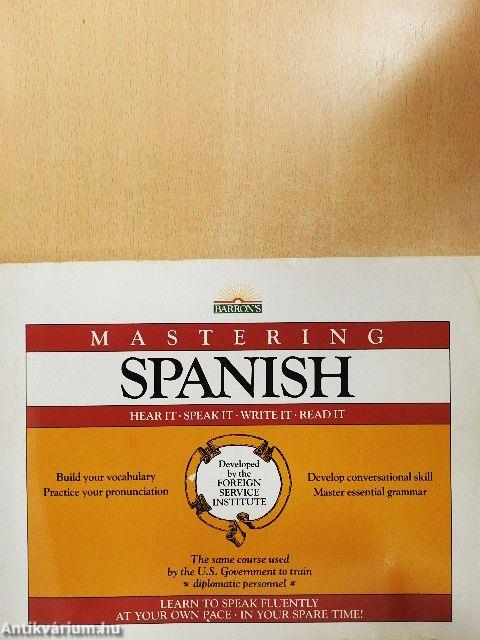 BARRON'S
MASTERING
SPANISH
HEAR IT · SPEAK IT · WRITE IT · READ IT
Build your vocabulary
Practice your pronunciation
Developed
by the
FOREIGN
SERVICE
INSTITUTE
Develop conversational skill
Master essential grammar
The same course used
by the U.S. Government to train
diplomatic personnel
LEARN TO SPEAK FLUENTLY
AT YOUR OWN PACE · IN YOUR SPARE TIME!
Antikvárium.hu